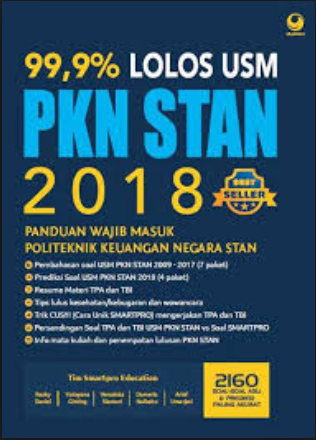 99,9% LOLOS USM
PKN STAN
2018
BEST
SELLER
PANDUAN WAJIB MASUK
POLITEKNIK KEUANGAN NEGARA STAN
Pembahasan soal USM PKN STAN 2009 - 2017 (7 paket)
Prediksi Soal USM PKN STAN 2018 (4 paket)
Resume Materi TPA dan TBI
Tips lulus kesehatan/kebugaran dan wawancara
Trik CUS!!! (Cara Unik SMARTPRO) mengerjakan TPA dan TBI
Persandingan Soal TPA dan TBI USM PKN STAN vs Soal SMARTPRO
Info mata kuliah dan penempatan lulusan PKN STAN
Tim Smartpro Education
2160
SOAL-SOAL ASLI
& PREDIKSI
PALING AKURAT